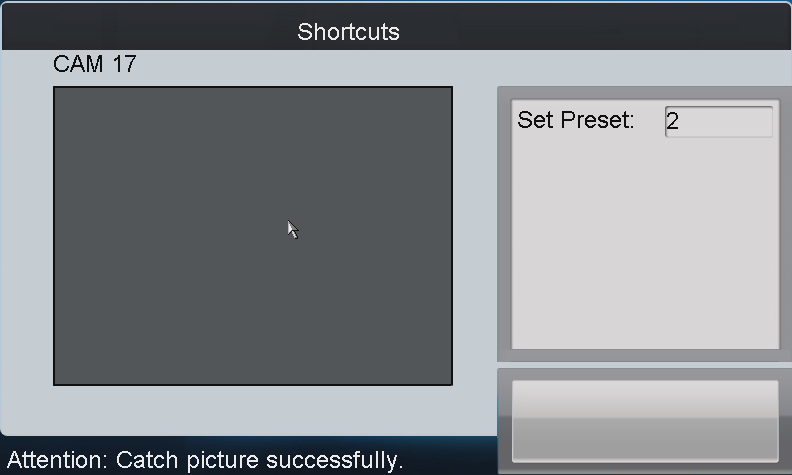 Shortcuts
CAM 17
Set Preset: 2
Attention: Catch picture successfully.